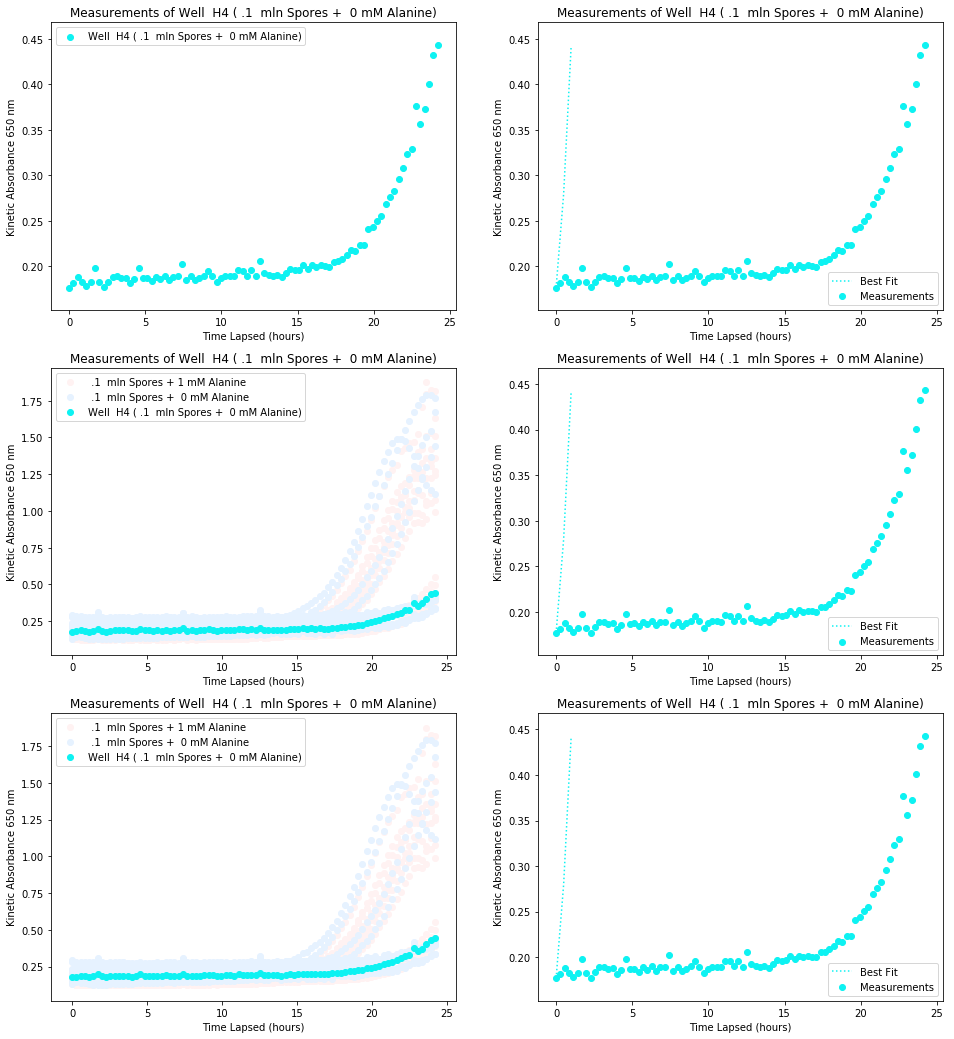 Measurements of Well  H4 ( .1  mln Spores +  0 mM Alanine)
Well  H4 ( .1  mln Spores +  0 mM Alanine)
Kinetic Absorbance 650 nm
0.45
0.40
0.35
0.30
0.25
0.20
0 5 10 15 20 25
Time Lapsed (hours)
Measurements of Well  H4 ( .1  mln Spores +  0 mM Alanine)
Kinetic Absorbance 650 nm
0.45
0.40
0.35
0.30
0.25
0.20
Best Fit
Measurements
0 5 10 15 20 25
Time Lapsed (hours)
Measurements of Well  H4 ( .1  mln Spores +  0 mM Alanine)
.1  mln Spores + 1 mM Alanine
.1  mln Spores +  0 mM Alanine
Well  H4 ( .1  mln Spores +  0 mM Alanine)
Kinetic Absorbance 650 nm
1.75
1.50
1.25
1.00
0.75
0.50
0.25
0 5 10 15 20 25
Time Lapsed (hours)
Measurements of Well  H4 ( .1  mln Spores +  0 mM Alanine)
Kinetic Absorbance 650 nm
0.45
0.40
0.35
0.30
0.25
0.20
Best Fit
Measurements
0 5 10 15 20 25
Time Lapsed (hours)
Measurements of Well  H4 ( .1  mln Spores +  0 mM Alanine)
.1  mln Spores + 1 mM Alanine
.1  mln Spores +  0 mM Alanine
Well  H4 ( .1  mln Spores +  0 mM Alanine)
Kinetic Absorbance 650 nm
1.75
1.50
1.25
1.00
0.75
0.50
0.25
0 5 10 15 20 25
Time Lapsed (hours)
Measurements of Well  H4 ( .1  mln Spores +  0 mM Alanine)
Kinetic Absorbance 650 nm
0.45
0.40
0.35
0.30
0.25
0.20
Best Fit
Measurements
0 5 10 15 20 25
Time Lapsed (hours)